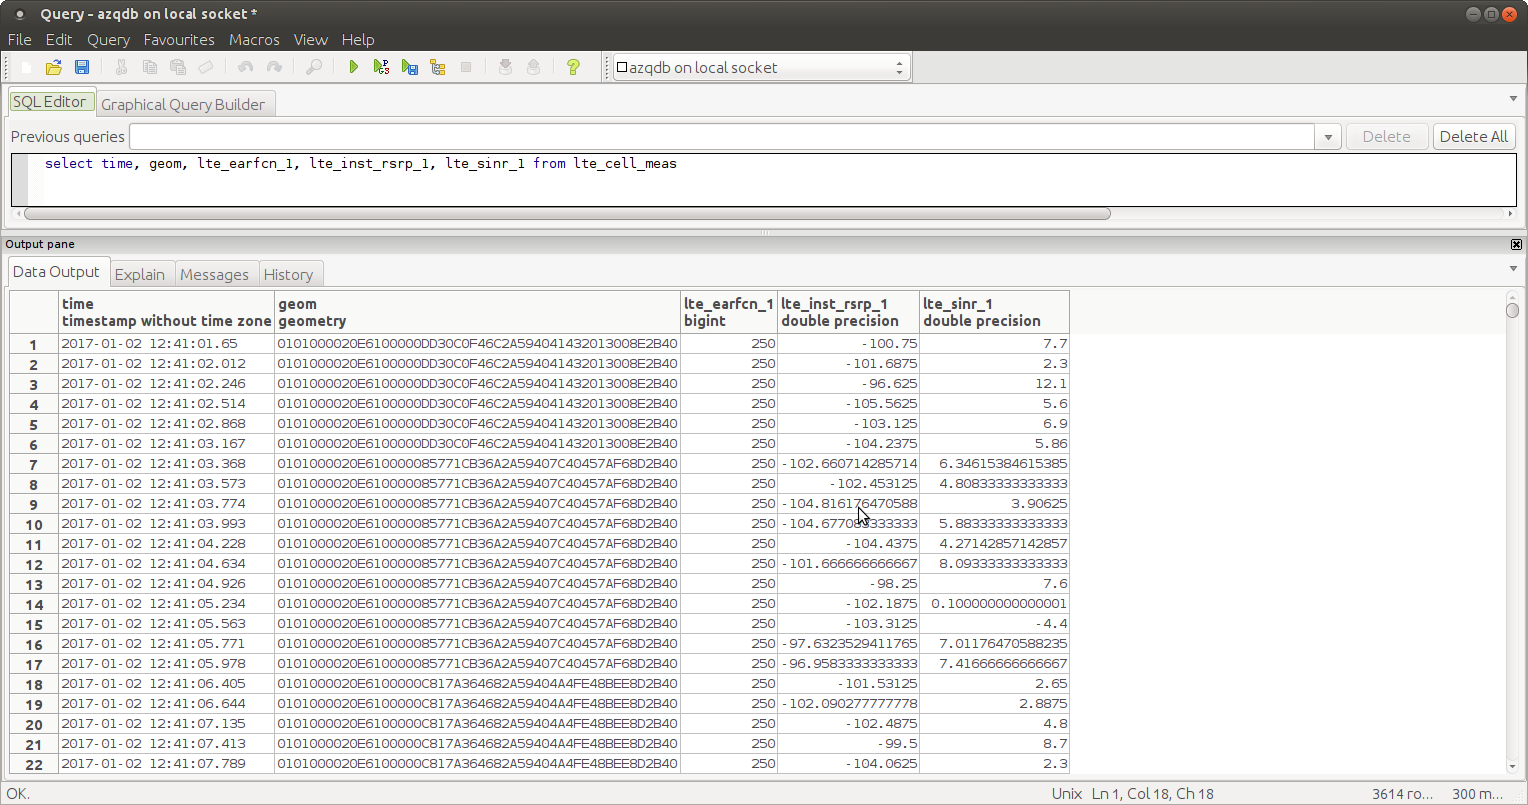 Query - azqdb on local socket *
File Edit Query Favourites Macros View Help
azqdb on local socket
SQL Editor Graphical Query Builder
Previous queries Delete Delete All
select time, geom, lte_earfcn_1, lte_inst_rsrp_1, lte_sinr_1 from lte_cell_meas
Output pane
Data Output Explain Messages History
time geom lte_earfcn_1 lte_inst_rsrp_1 lte_sinr_1
timestamp without time zone geometry bigint double precision double precision
1 2017-01-02 12:41:01.65 0101000020E6100000DD30C0F46C2A594041432013008E2B40 250 -100.75 7.7
2 2017-01-02 12:41:02.012 0101000020E6100000DD30C0F46C2A594041432013008E2B40 250 -101.6875 2.3
3 2017-01-02 12:41:02.246 0101000020E6100000DD30C0F46C2A594041432013008E2B40 250 -96.625 12.1
4 2017-01-02 12:41:02.514 0101000020E6100000DD30C0F46C2A594041432013008E2B40 250 -105.5625 5.6
5 2017-01-02 12:41:02.868 0101000020E6100000DD30C0F46C2A594041432013008E2B40 250 -103.125 6.9
6 2017-01-02 12:41:03.167 0101000020E6100000DD30C0F46C2A594041432013008E2B40 250 -104.2375 5.86
7 2017-01-02 12:41:03.368 0101000020E610000085771CB36A2A59407C40457AF68D2B40 250 -102.660714285714 6.34615384615385
8 2017-01-02 12:41:03.573 0101000020E610000085771CB36A2A59407C40457AF68D2B40 250 -102.453125 4.80833333333333
9 2017-01-02 12:41:03.774 0101000020E610000085771CB36A2A59407C40457AF68D2B40 250 -104.816176470588 3.90625
10 2017-01-02 12:41:03.993 0101000020E610000085771CB36A2A59407C40457AF68D2B40 250 -104.677083333333 5.88333333333333
11 2017-01-02 12:41:04.228 0101000020E610000085771CB36A2A59407C40457AF68D2B40 250 -104.4375 4.27142857142857
12 2017-01-02 12:41:04.634 0101000020E610000085771CB36A2A59407C40457AF68D2B40 250 -101.666666666667 8.09333333333333
13 2017-01-02 12:41:04.926 0101000020E610000085771CB36A2A59407C40457AF68D2B40 250 -98.25 7.6
14 2017-01-02 12:41:05.234 0101000020E610000085771CB36A2A59407C40457AF68D2B40 250 -102.1875 0.100000000000001
15 2017-01-02 12:41:05.563 0101000020E610000085771CB36A2A59407C40457AF68D2B40 250 -103.3125 -4.4
16 2017-01-02 12:41:05.771 0101000020E610000085771CB36A2A59407C40457AF68D2B40 250 -97.6323529411765 7.01176470588235
17 2017-01-02 12:41:05.978 0101000020E610000085771CB36A2A59407C40457AF68D2B40 250 -96.9583333333333 7.41666666666667
18 2017-01-02 12:41:06.405 0101000020E6100000C817A364682A59404A4FE48BEE8D2B40 250 -101.53125 2.65
19 2017-01-02 12:41:06.644 0101000020E6100000C817A364682A59404A4FE48BEE8D2B40 250 -102.090277777778 2.8875
20 2017-01-02 12:41:07.135 0101000020E6100000C817A364682A59404A4FE48BEE8D2B40 250 -102.4875 4.8
21 2017-01-02 12:41:07.413 0101000020E6100000C817A364682A59404A4FE48BEE8D2B40 250 -99.5 8.7
22 2017-01-02 12:41:07.789 0101000020E6100000C817A364682A59404A4FE48BEE8D2B40 250 -104.0625 2.3
OK. Unix Ln 1, Col 18, Ch 18 3614 ro... 300 m...